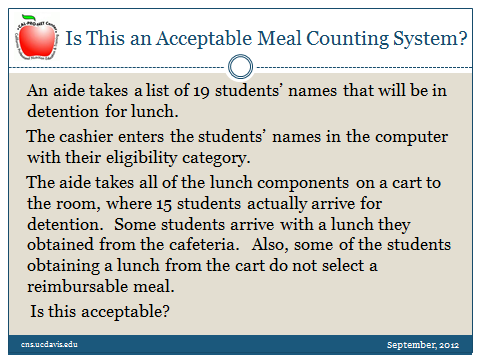 Is This an Acceptable Meal Counting System?
An aide takes a list of 19 students' names that will be in
detention for lunch.
The cashier enters the students' names in the computer
with their eligibility category.
The aide takes all of the lunch components on a cart to
the room, where 15 students actually arrive for
detention.  Some students arrive with a lunch they
obtained from the cafeteria.  Also, some of the students
obtaining a lunch from the cart do not select a
reimbursable meal.
Is this acceptable?
cns.ucdavis.edu
September, 2012